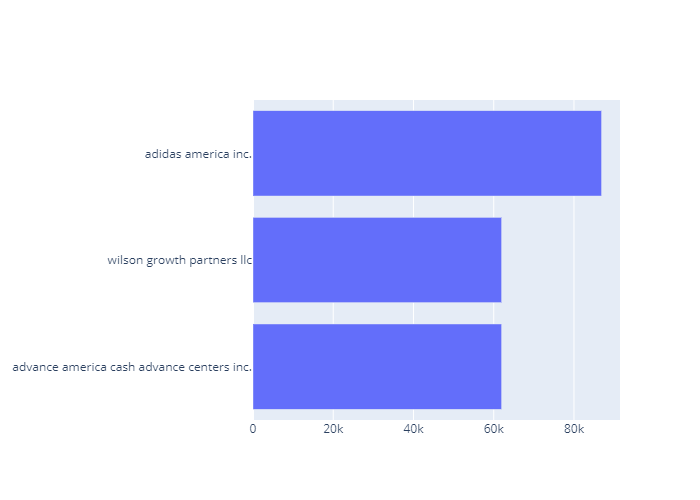 adidas america inc.
wilson growth partners llc
advance america cash advance centers inc.
0 20k 40k 60k 80k